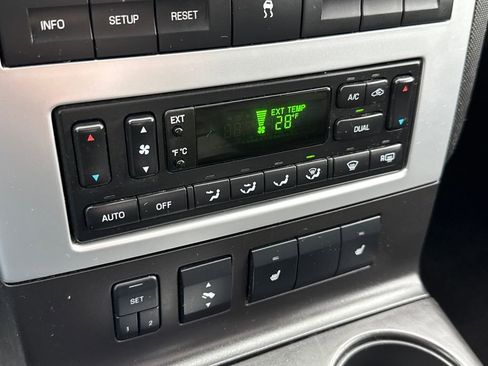 INFO SETUP RESET
EXT
EXT TEMP
28°F
A/C
°F °C
DUAL
AUTO OFF
R
SET
1 2